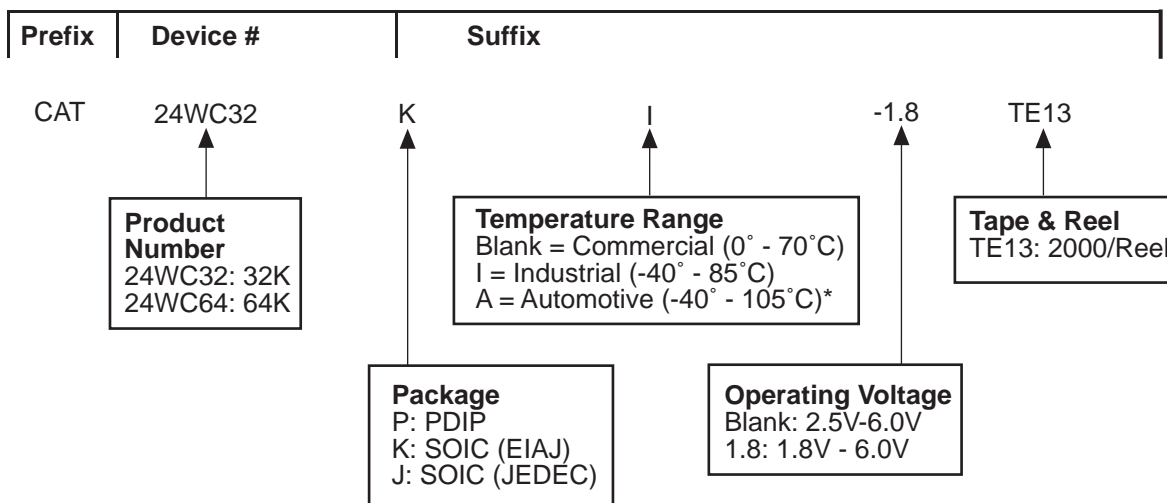 Prefix Device # Suffix
CAT 24WC32 K I -1.8 TE13
Product
Number
24WC32: 32K
24WC64: 64K
Temperature Range
Blank = Commercial (0˚ - 70˚C)
I = Industrial (-40˚ - 85˚C)
A = Automotive (-40˚ - 105˚C)*
Tape & Reel
TE13: 2000/Reel
Package
P: PDIP
K: SOIC (EIAJ)
J: SOIC (JEDEC)
Operating Voltage
Blank: 2.5V-6.0V
1.8: 1.8V - 6.0V